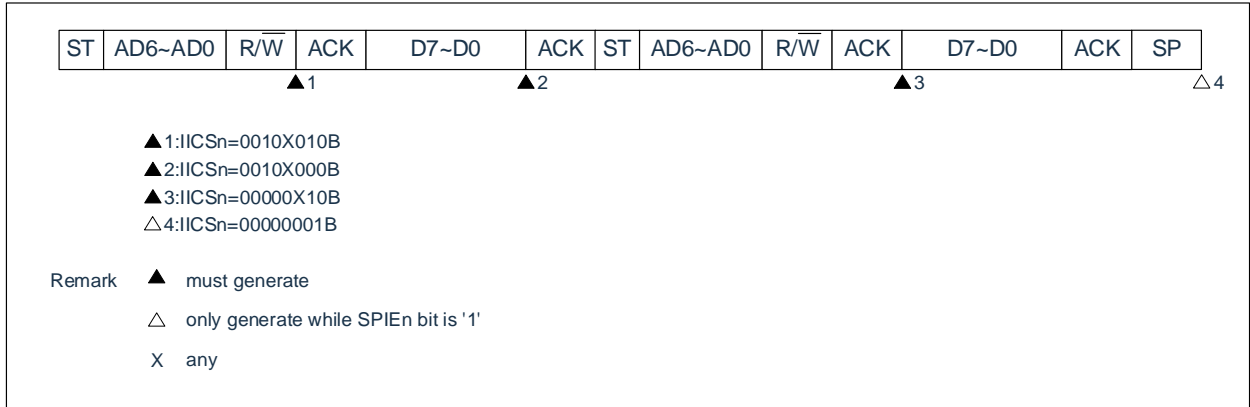 ST AD6~AD0 R/W̅ ACK D7~D0 ACK ST AD6~AD0 R/W̅ ACK D7~D0 ACK SP
▲1 ▲2 ▲3 △4
▲1:IICSn=0010X010B
▲2:IICSn=0010X000B
▲3:IICSn=00000X10B
△4:IICSn=00000001B
Remark ▲ must generate
△ only generate while SPIEn bit is '1'
X any